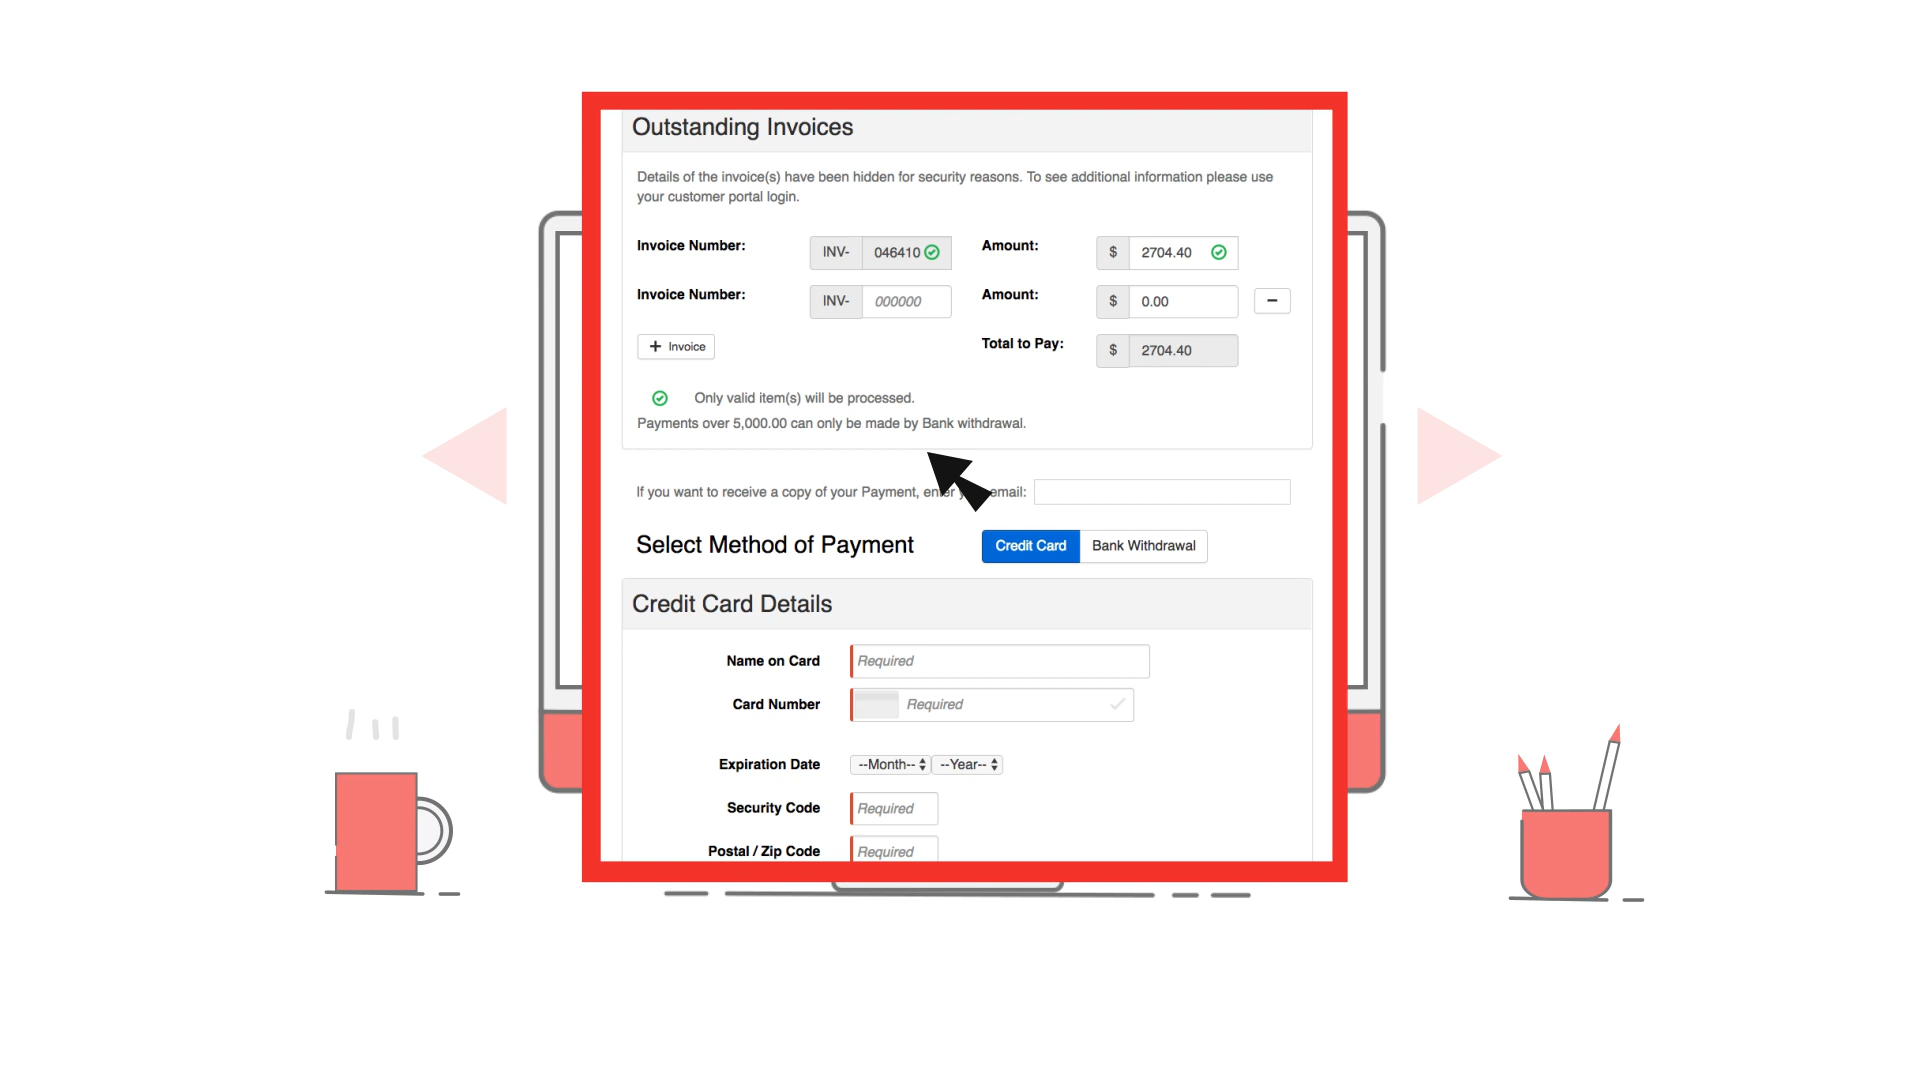 Outstanding Invoices
Details of the invoice(s) have been hidden for security reasons. To see additional information please use
your customer portal login.
Invoice Number: INV- 046410 Amount: $ 2704.40
Invoice Number: INV- 000000 Amount: $ 0.00 −
+ Invoice Total to Pay: $ 2704.40
Only valid item(s) will be processed.
Payments over 5,000.00 can only be made by Bank withdrawal.
If you want to receive a copy of your Payment, enter email:
Select Method of Payment Credit Card Bank Withdrawal
Credit Card Details
Name on Card Required
Card Number Required
Expiration Date --Month-- --Year--
Security Code Required
Postal / Zip Code Required